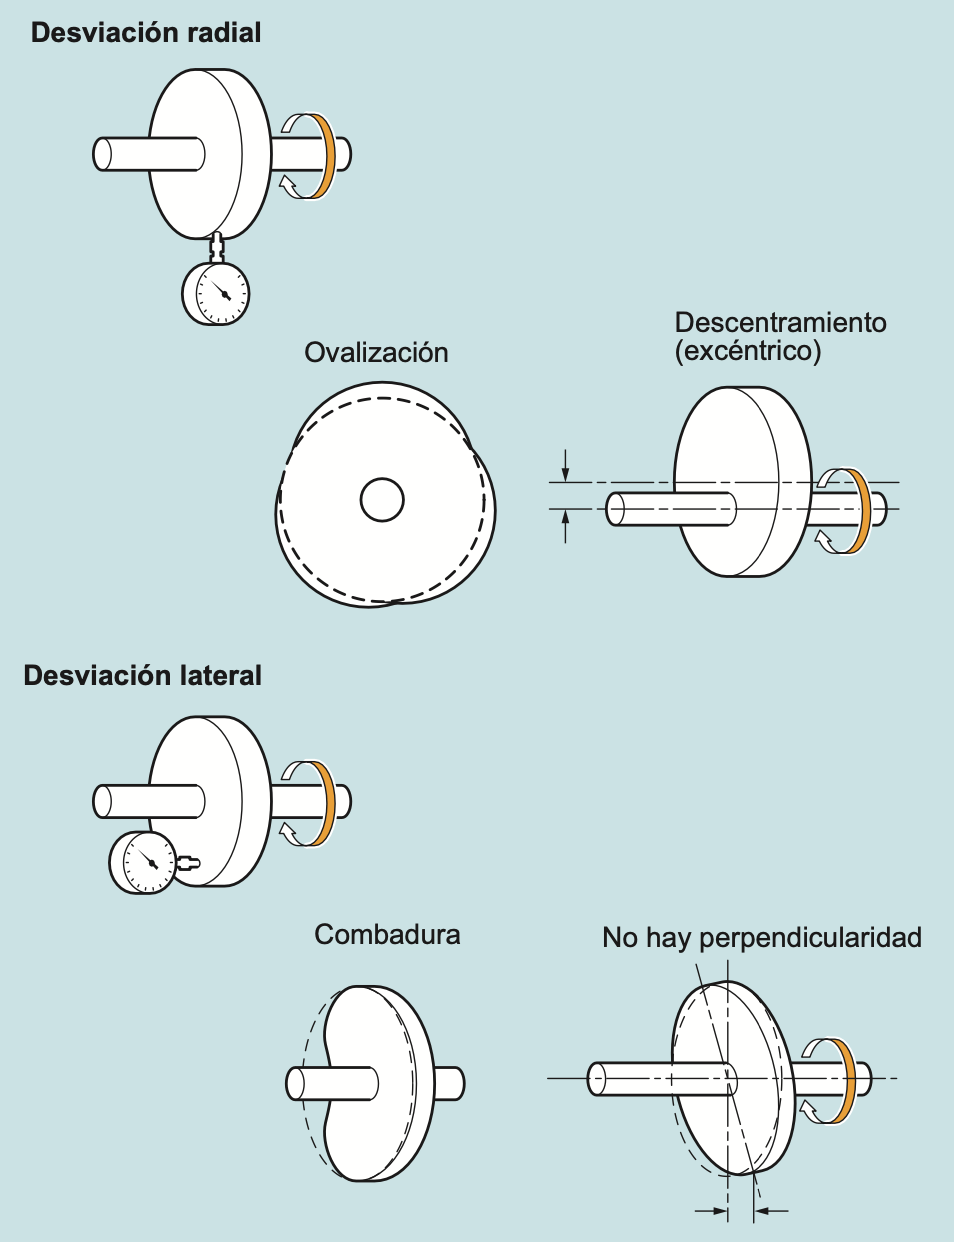 Desviación radial
Ovalización
Descentramiento
(excéntrico)
Desviación lateral
Combadura
No hay perpendicularidad